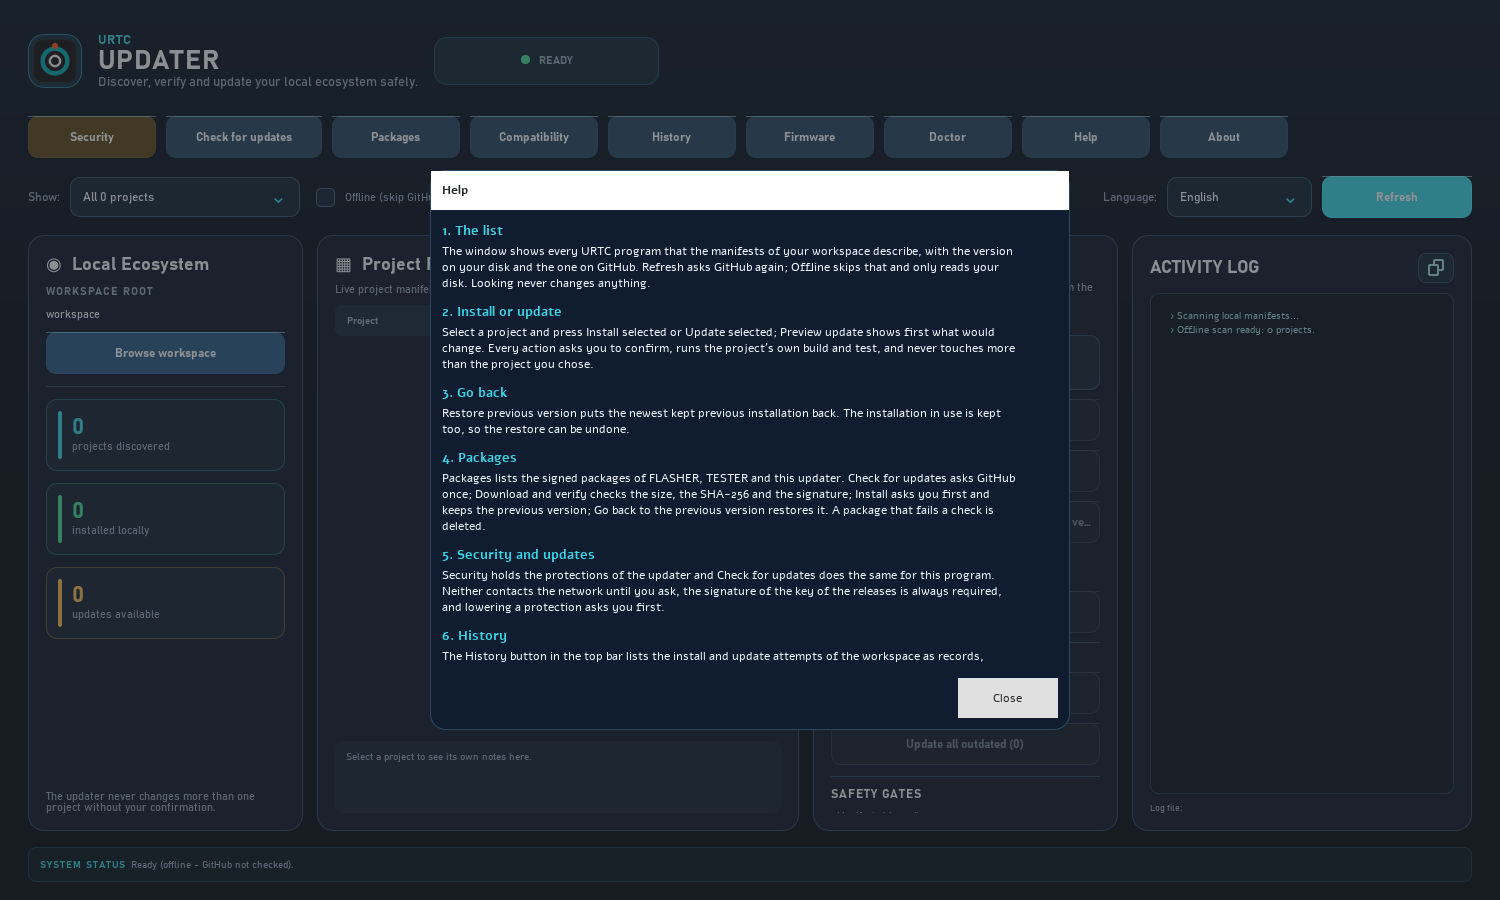 URTC
UPDATER
Discover, verify and update your local ecosystem safely.
READY
Security
Check for updates
Packages
Compatibility
History
Firmware
Doctor
Help
About
Show:
All 0 projects
Offline (skip GitH
Language:
English
Refresh
Local Ecosystem
WORKSPACE ROOT
workspace
Browse workspace
0
projects discovered
0
installed locally
0
updates available
The updater never changes more than one
project without your confirmation.
Project
Live project manife
Project
Select a project to see its own notes here.
Help
1. The list
The window shows every URTC program that the manifests of your workspace describe, with the version
on your disk and the one on GitHub. Refresh asks GitHub again; Offline skips that and only reads your
disk. Looking never changes anything.
2. Install or update
Select a project and press Install selected or Update selected; Preview update shows first what would
change. Every action asks you to confirm, runs the project's own build and test, and never touches more
than the project you chose.
3. Go back
Restore previous version puts the newest kept previous installation back. The installation in use is kept
too, so the restore can be undone.
4. Packages
Packages lists the signed packages of FLASHER, TESTER and this updater. Check for updates asks GitHub
once; Download and verify checks the size, the SHA-256 and the signature; Install asks you first and
keeps the previous version; Go back to the previous version restores it. A package that fails a check is
deleted.
5. Security and updates
Security holds the protections of the updater and Check for updates does the same for this program.
Neither contacts the network until you ask, the signature of the key of the releases is always required,
and lowering a protection asks you first.
6. History
The History button in the top bar lists the install and update attempts of the workspace as records,
Close
n the
ve...
Update all outdated (0)
SAFETY GATES
ACTIVITY LOG
› Scanning local manifests...
› Offline scan ready: 0 projects.
Log file:
SYSTEM STATUS Ready (offline - GitHub not checked).